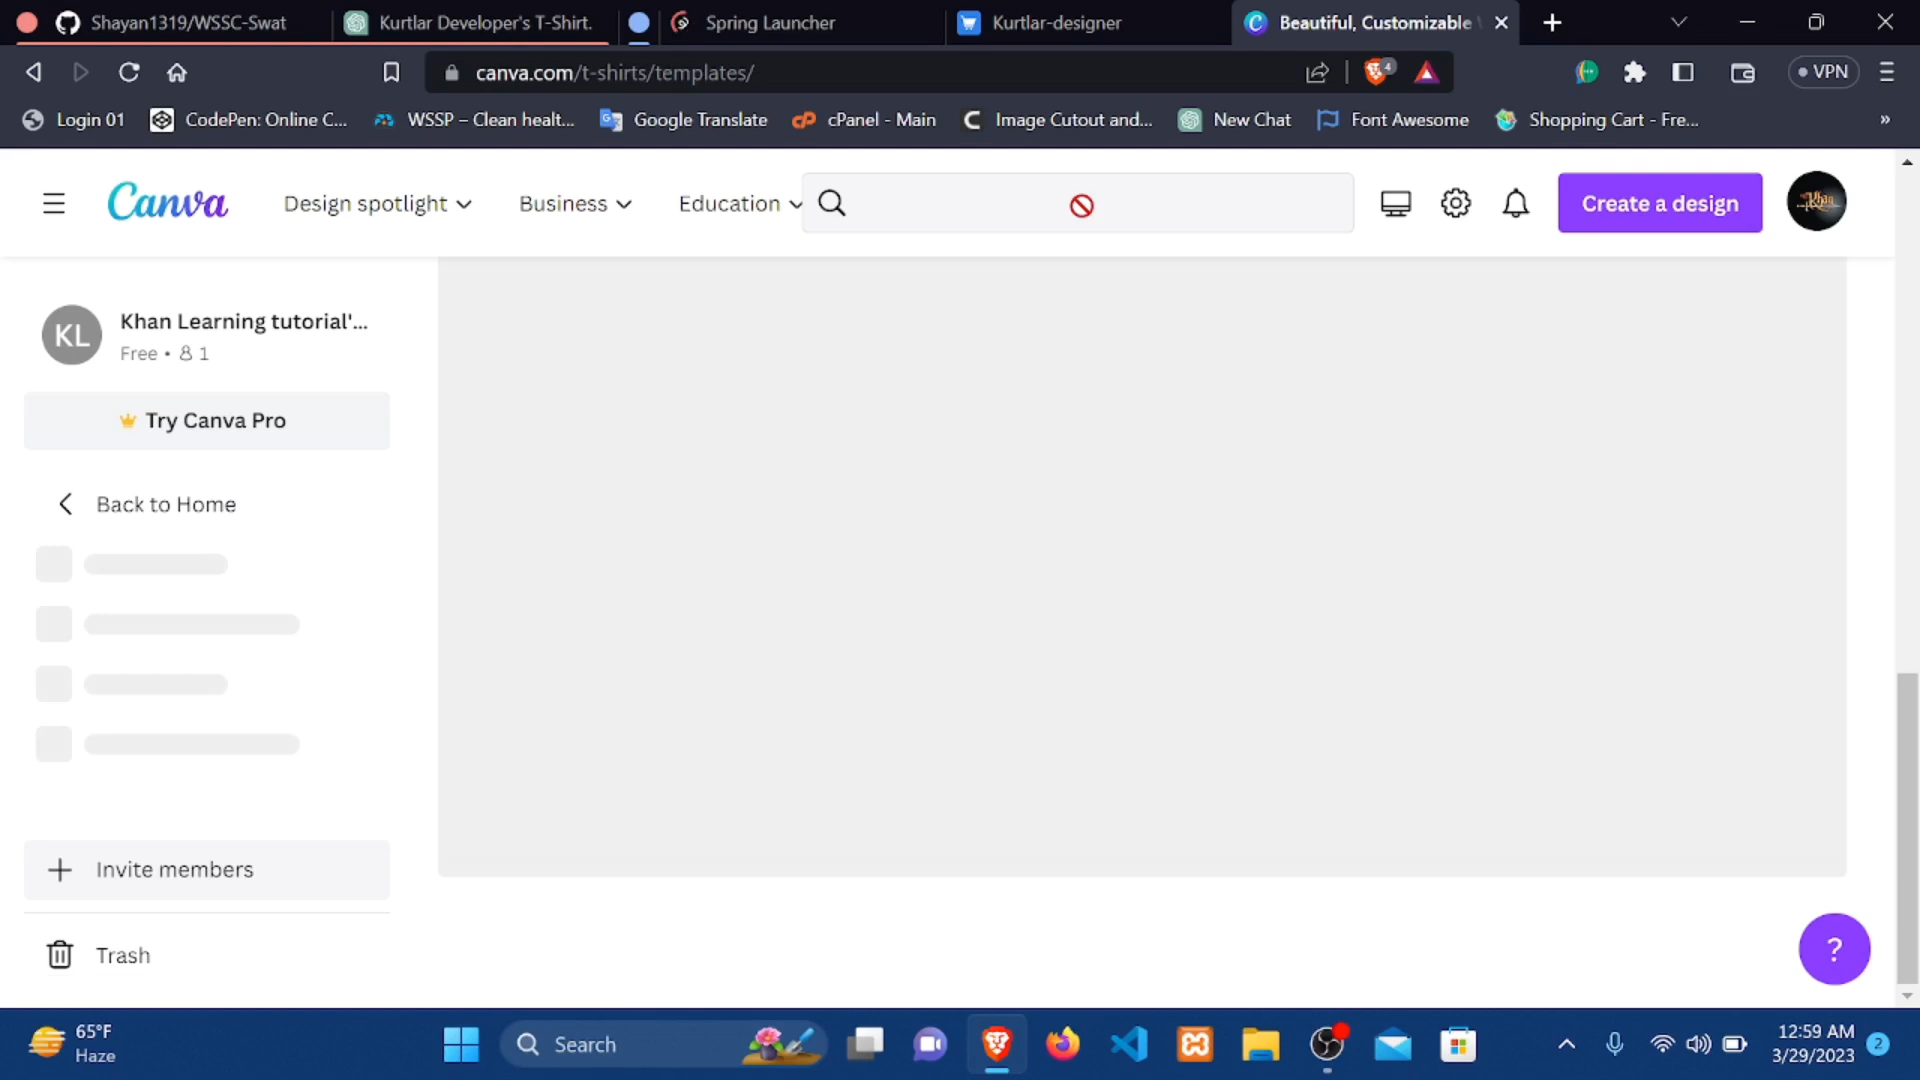 Shayan1319/WSSC-Swat
Kurtlar Developer's T-Shirt.
Spring Launcher
Kurtlar-designer
Beautiful, Customizable
canva.com/t-shirts/templates/
4
VPN
Login 01
CodePen: Online C...
WSSP – Clean healt...
Google Translate
cPanel - Main
Image Cutout and...
New Chat
Font Awesome
Shopping Cart - Fre...
»
Canva
Design spotlight
Business
Education
Create a design
Khan
KL
Khan Learning tutorial'...
Free • 1
Try Canva Pro
Back to Home
Invite members
Trash
?
65°F
Haze
Search
12:59 AM
3/29/2023
2